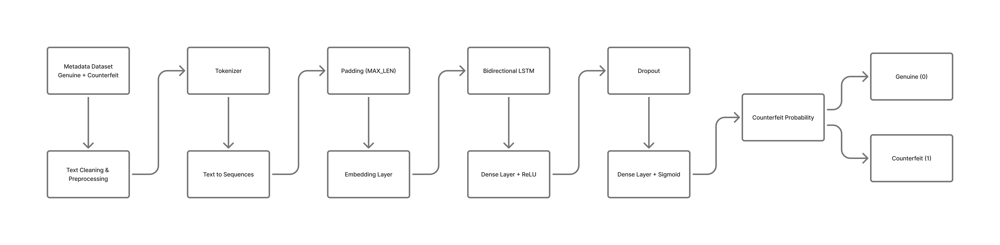 Metadata Dataset
Genuine + Counterfeit
Text Cleaning &
Preprocessing
Tokenizer
Text to Sequences
Padding (MAX_LEN)
Embedding Layer
Bidirectional LSTM
Dense Layer + ReLU
Dropout
Dense Layer + Sigmoid
Counterfeit Probability
Genuine (0)
Counterfeit (1)